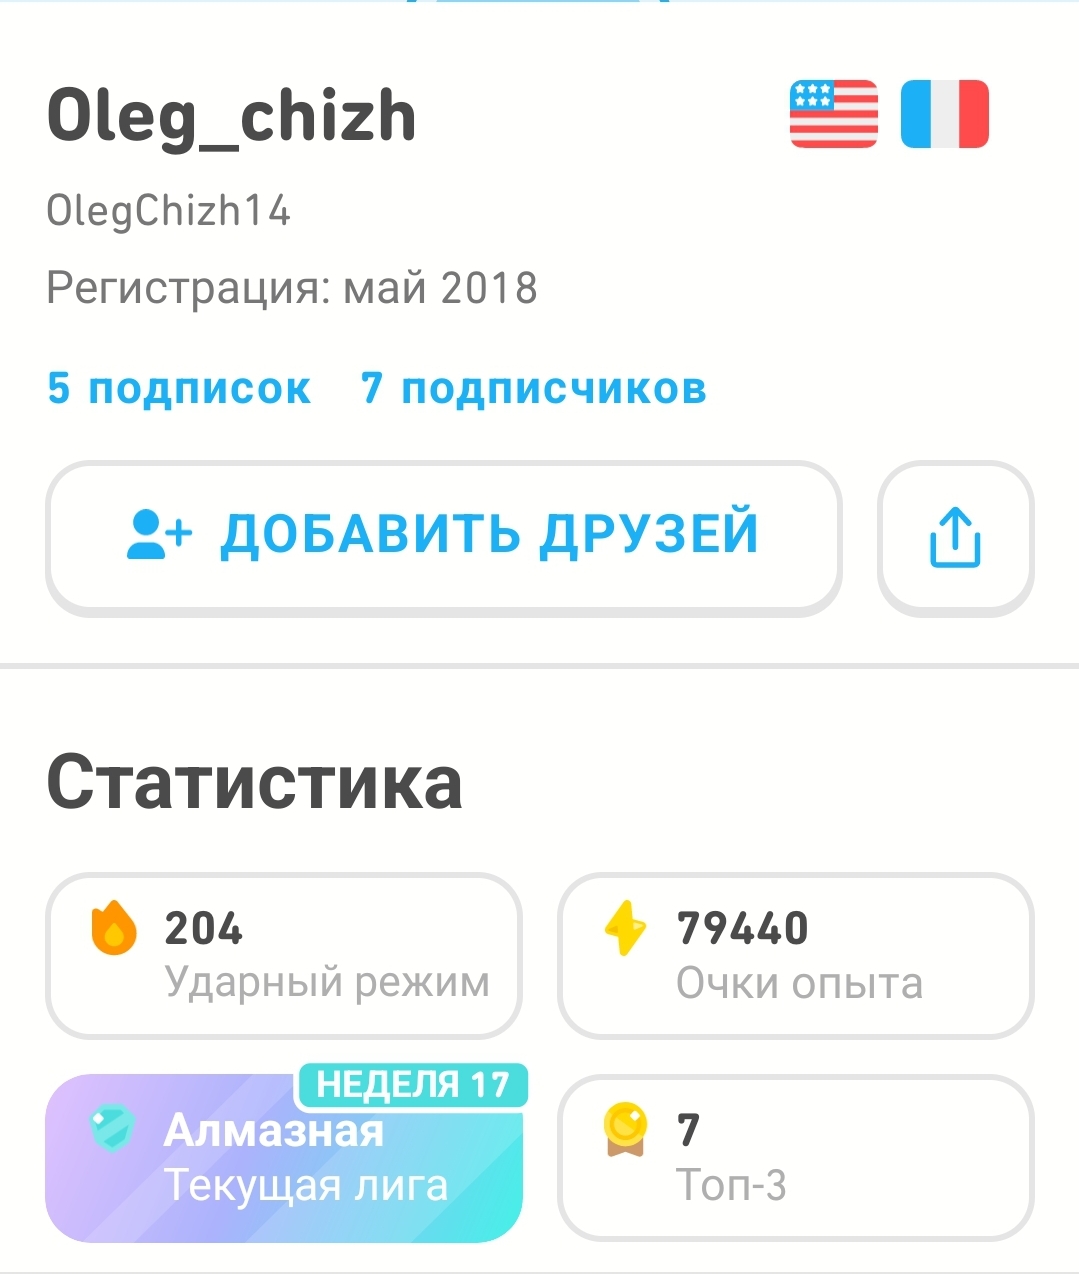 Oleg_chizh
OlegChizh14
Регистрация: май 2018
5 подписок 7 подписчиков
ДОБАВИТЬ ДРУЗЕЙ
Статистика
204
Ударный режим
79440
Очки опыта
НЕДЕЛЯ 17
Алмазная
Текущая лига
7
Топ-3